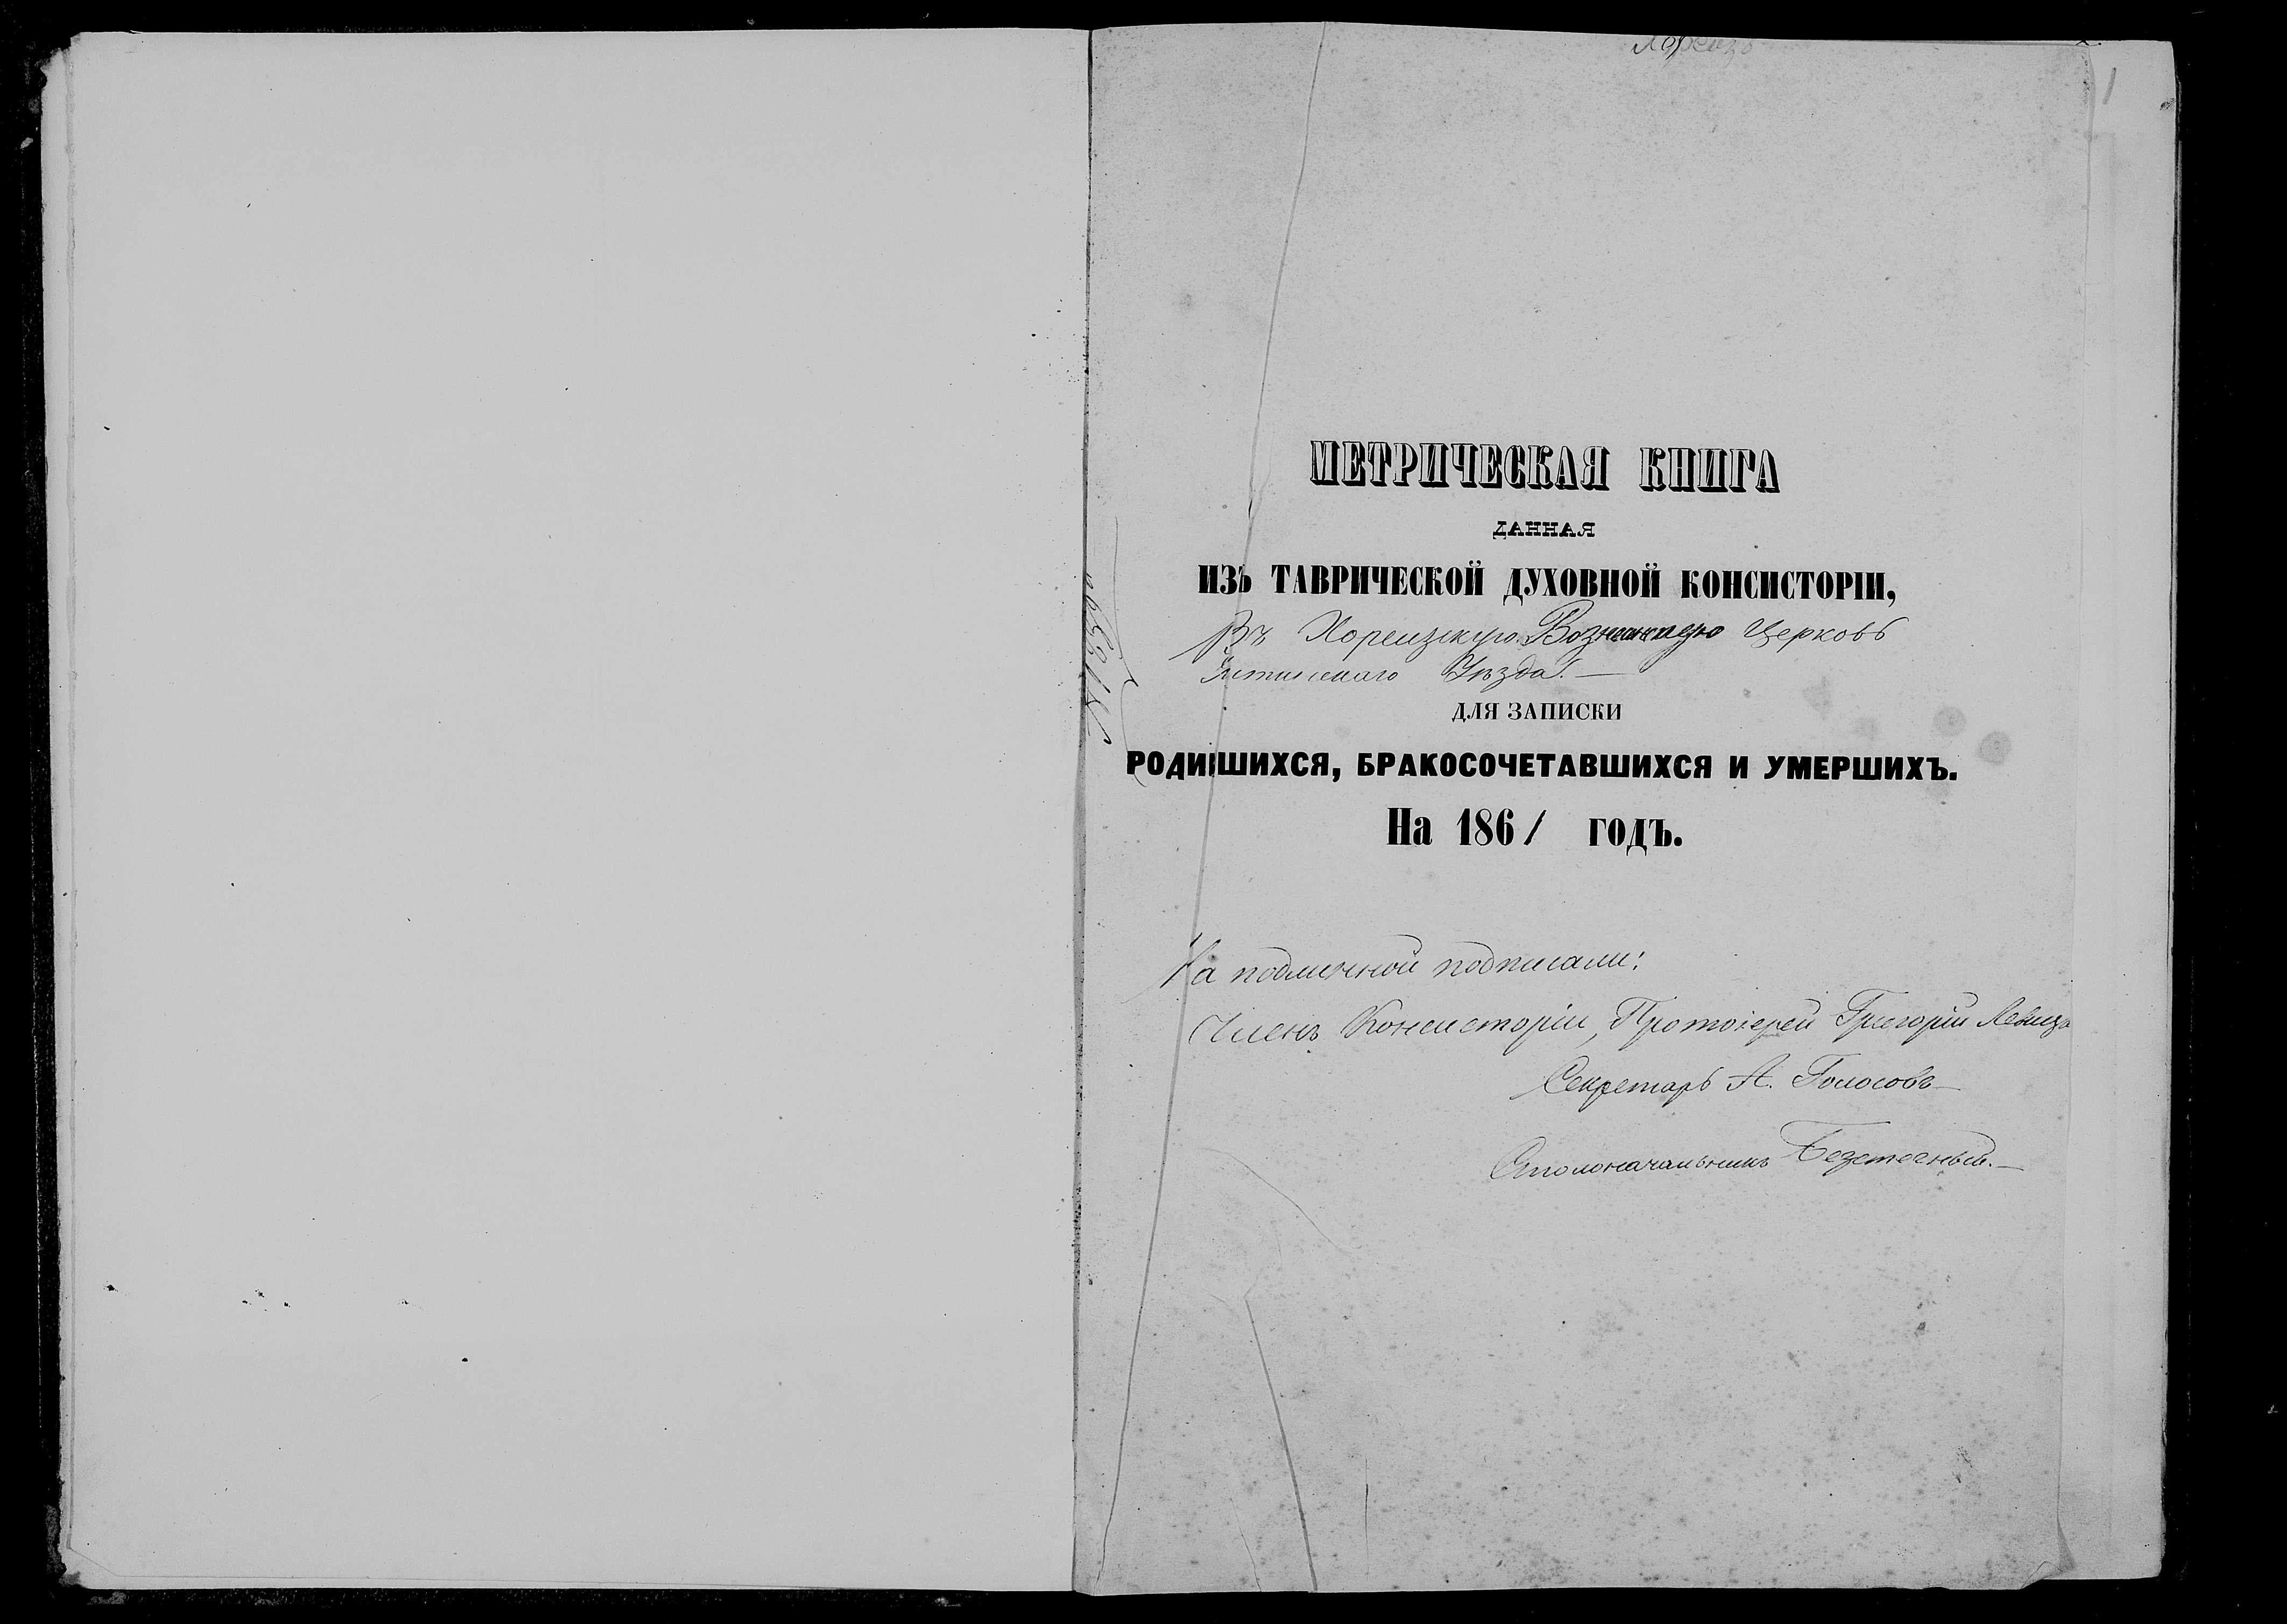 1
МЕТРИЧЕСКАЯ КНИГА
ДАННАЯ
ИЗЪ ТАВРИЧЕСКОЙ ДУХОВНОЙ КОНСИСТОРІИ,
Въ Кореизскую Вознесенскую Церковь
Ялтинскаго Уѣзда. —
ДЛЯ ЗАПИСКИ
РОДИВШИХСЯ, БРАКОСОЧЕТАВШИХСЯ И УМЕРШИХЪ.
На 1861 ГОДЪ.
На подлинной подписали:
Членъ Консисторіи, Протоіерей Григорій
Секретарь А. Голосовъ
Столоначальникъ